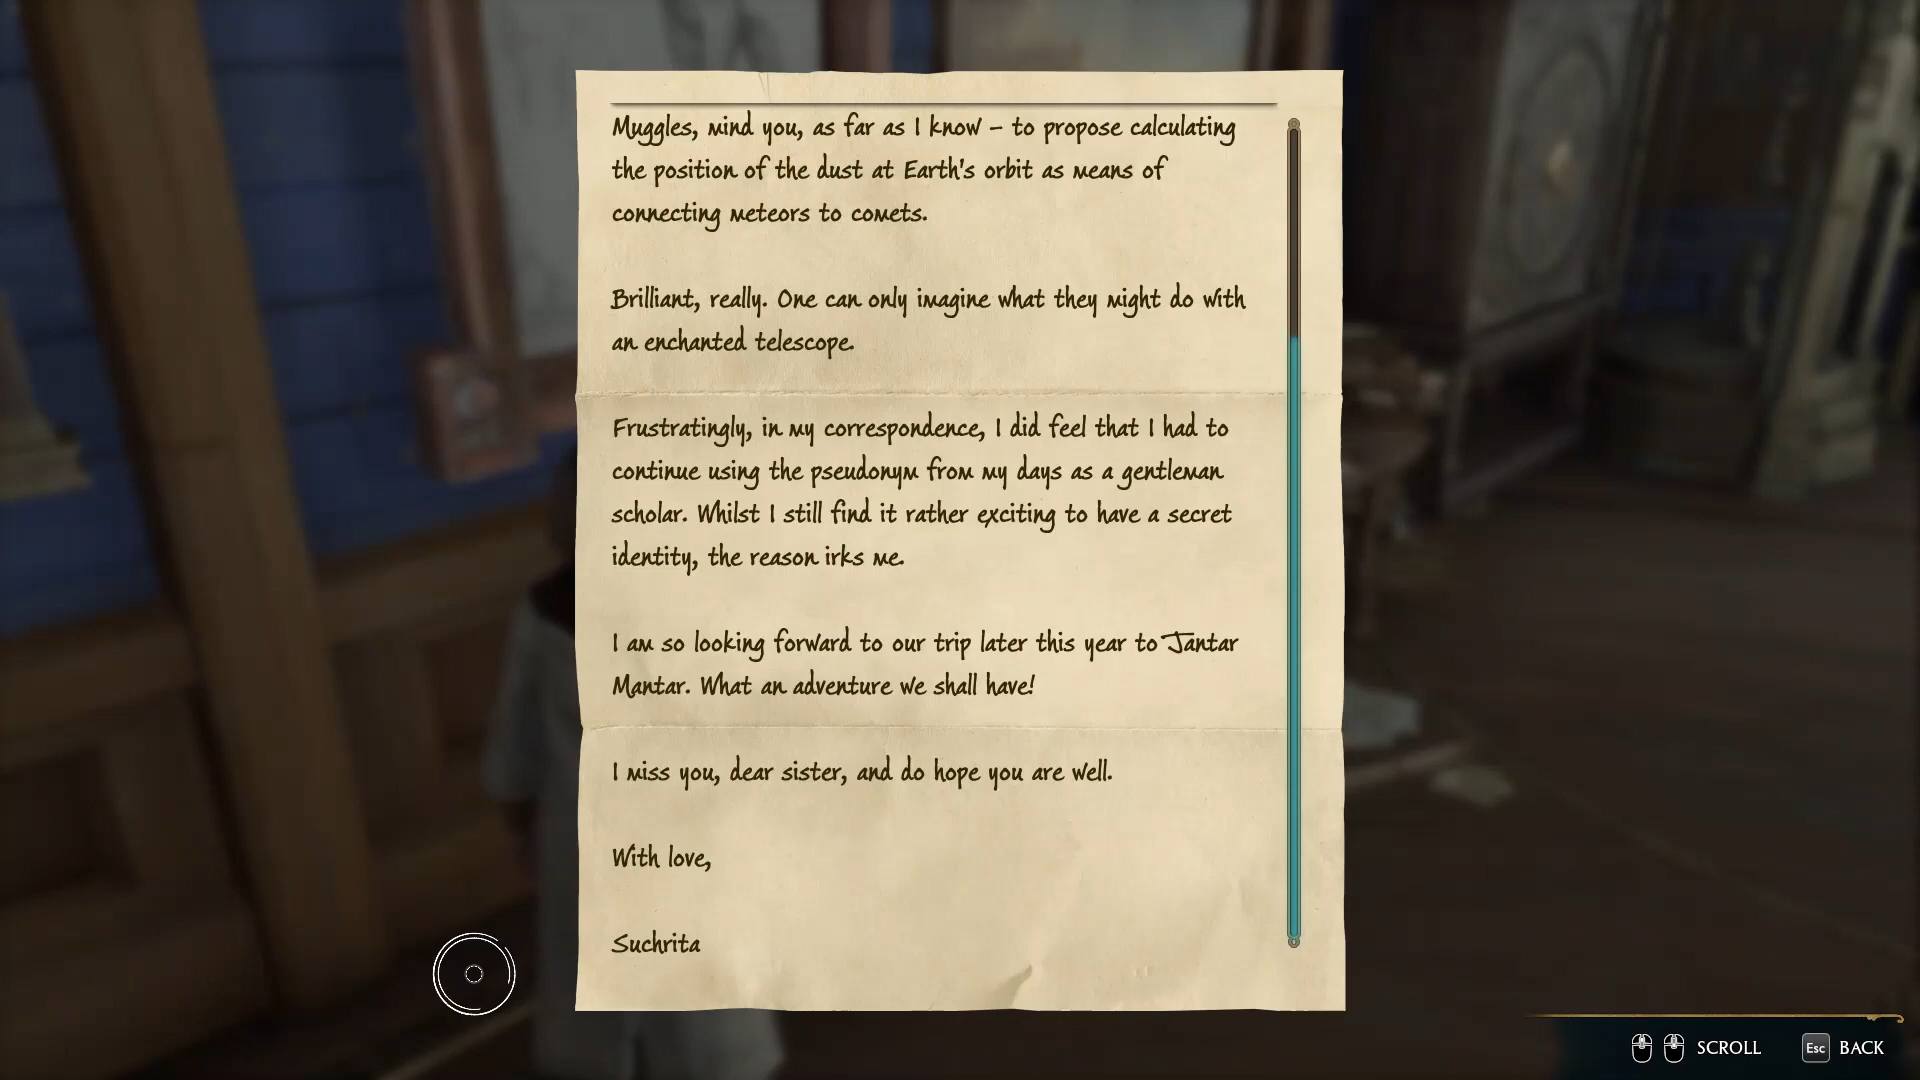 Muggles, mind you, as far as I know – to propose calculating
the position of the dust at Earth's orbit as means of
connecting meteors to comets.
Brilliant, really. One can only imagine what they might do with
an enchanted telescope.
Frustratingly, in my correspondence, I did feel that I had to
continue using the pseudonym from my days as a gentleman
scholar. Whilst I still find it rather exciting to have a secret
identity, the reason irks me.
I am so looking forward to our trip later this year to Jantar
Mantar. What an adventure we shall have!
I miss you, dear sister, and do hope you are well.
With love,
Suchrita
SCROLL
Esc BACK